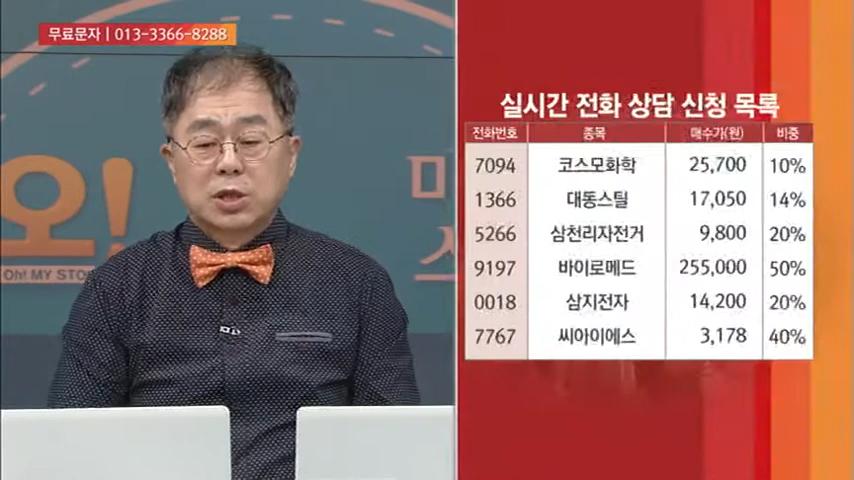 무료문자 | 013-3366-8288
오!
Oh! MY STO
실시간 전화 상담 신청 목록
전화번호 종목 매수가(원) 비중
7094 코스모화학 25,700 10%
1366 대동스틸 17,050 14%
5266 삼천리자전거 9,800 20%
9197 바이로메드 255,000 50%
0018 삼지전자 14,200 20%
7767 씨아이에스 3,178 40%